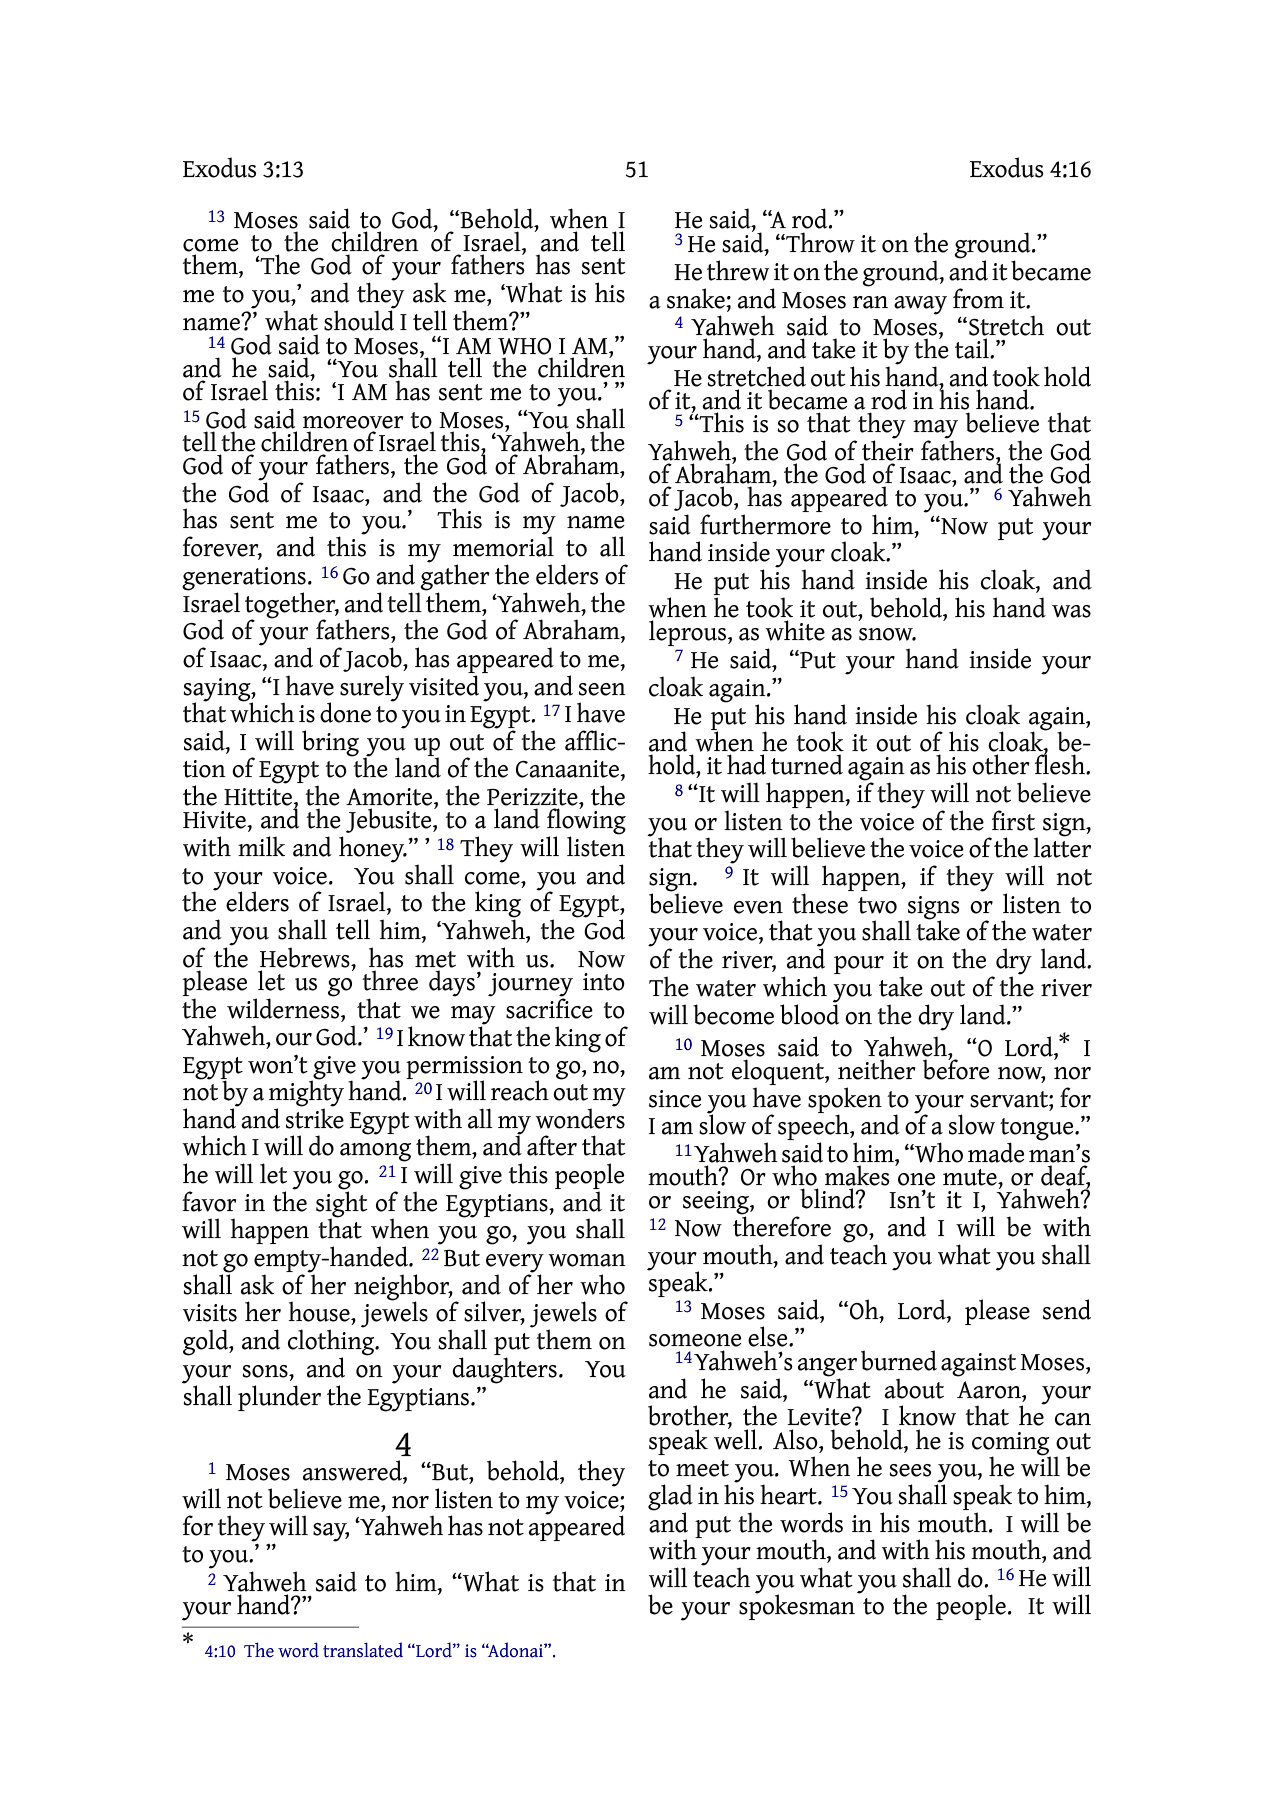 Exodus 3:13 51 Exodus 4:16
13 Moses said to God, “Behold, when I
come to the children of Israel, and tell
them, ‘The God of your fathers has sent
me to you,’ and they ask me, ‘What is his
name?’ what should I tell them?”
14 God said to Moses, “I AM WHO I AM,”
and he said, “You shall tell the children
of Israel this: ‘I AM has sent me to you.’ ”
15 God said moreover to Moses, “You shall
tell the children of Israel this, ‘Yahweh, the
God of your fathers, the God of Abraham,
the God of Isaac, and the God of Jacob,
has sent me to you.’ This is my name
forever, and this is my memorial to all
generations. 16 Go and gather the elders of
Israel together, and tell them, ‘Yahweh, the
God of your fathers, the God of Abraham,
of Isaac, and of Jacob, has appeared to me,
saying, “I have surely visited you, and seen
that which is done to you in Egypt. 17 I have
said, I will bring you up out of the afflic-
tion of Egypt to the land of the Canaanite,
the Hittite, the Amorite, the Perizzite, the
Hivite, and the Jebusite, to a land flowing
with milk and honey.” ’ 18 They will listen
to your voice. You shall come, you and
the elders of Israel, to the king of Egypt,
and you shall tell him, ‘Yahweh, the God
of the Hebrews, has met with us. Now
please let us go three days’ journey into
the wilderness, that we may sacrifice to
Yahweh, our God.’ 19 I know that the king of
Egypt won’t give you permission to go, no,
not by a mighty hand. 20 I will reach out my
hand and strike Egypt with all my wonders
which I will do among them, and after that
he will let you go. 21 I will give this people
favor in the sight of the Egyptians, and it
will happen that when you go, you shall
not go empty-handed. 22 But every woman
shall ask of her neighbor, and of her who
visits her house, jewels of silver, jewels of
gold, and clothing. You shall put them on
your sons, and on your daughters. You
shall plunder the Egyptians.”
4
1 Moses answered, “But, behold, they
will not believe me, nor listen to my voice;
for they will say, ‘Yahweh has not appeared
to you.’ ”
2 Yahweh said to him, “What is that in
your hand?”
He said, “A rod.”
3 He said, “Throw it on the ground.”
He threw it on the ground, and it became
a snake; and Moses ran away from it.
4 Yahweh said to Moses, “Stretch out
your hand, and take it by the tail.”
He stretched out his hand, and took hold
of it, and it became a rod in his hand.
5 “This is so that they may believe that
Yahweh, the God of their fathers, the God
of Abraham, the God of Isaac, and the God
of Jacob, has appeared to you.” 6 Yahweh
said furthermore to him, “Now put your
hand inside your cloak.”
He put his hand inside his cloak, and
when he took it out, behold, his hand was
leprous, as white as snow.
7 He said, “Put your hand inside your
cloak again.”
He put his hand inside his cloak again,
and when he took it out of his cloak, be-
hold, it had turned again as his other flesh.
8 “It will happen, if they will not believe
you or listen to the voice of the first sign,
that they will believe the voice of the latter
sign. 9 It will happen, if they will not
believe even these two signs or listen to
your voice, that you shall take of the water
of the river, and pour it on the dry land.
The water which you take out of the river
will become blood on the dry land.”
10 Moses said to Yahweh, “O Lord,* I
am not eloquent, neither before now, nor
since you have spoken to your servant; for
I am slow of speech, and of a slow tongue.”
11 Yahweh said to him, “Who made man’s
mouth? Or who makes one mute, or deaf,
or seeing, or blind? Isn’t it I, Yahweh?
12 Now therefore go, and I will be with
your mouth, and teach you what you shall
speak.”
13 Moses said, “Oh, Lord, please send
someone else.”
14 Yahweh’s anger burned against Moses,
and he said, “What about Aaron, your
brother, the Levite? I know that he can
speak well. Also, behold, he is coming out
to meet you. When he sees you, he will be
glad in his heart. 15 You shall speak to him,
and put the words in his mouth. I will be
with your mouth, and with his mouth, and
will teach you what you shall do. 16 He will
be your spokesman to the people. It will
* 4:10 The word translated “Lord” is “Adonai”.